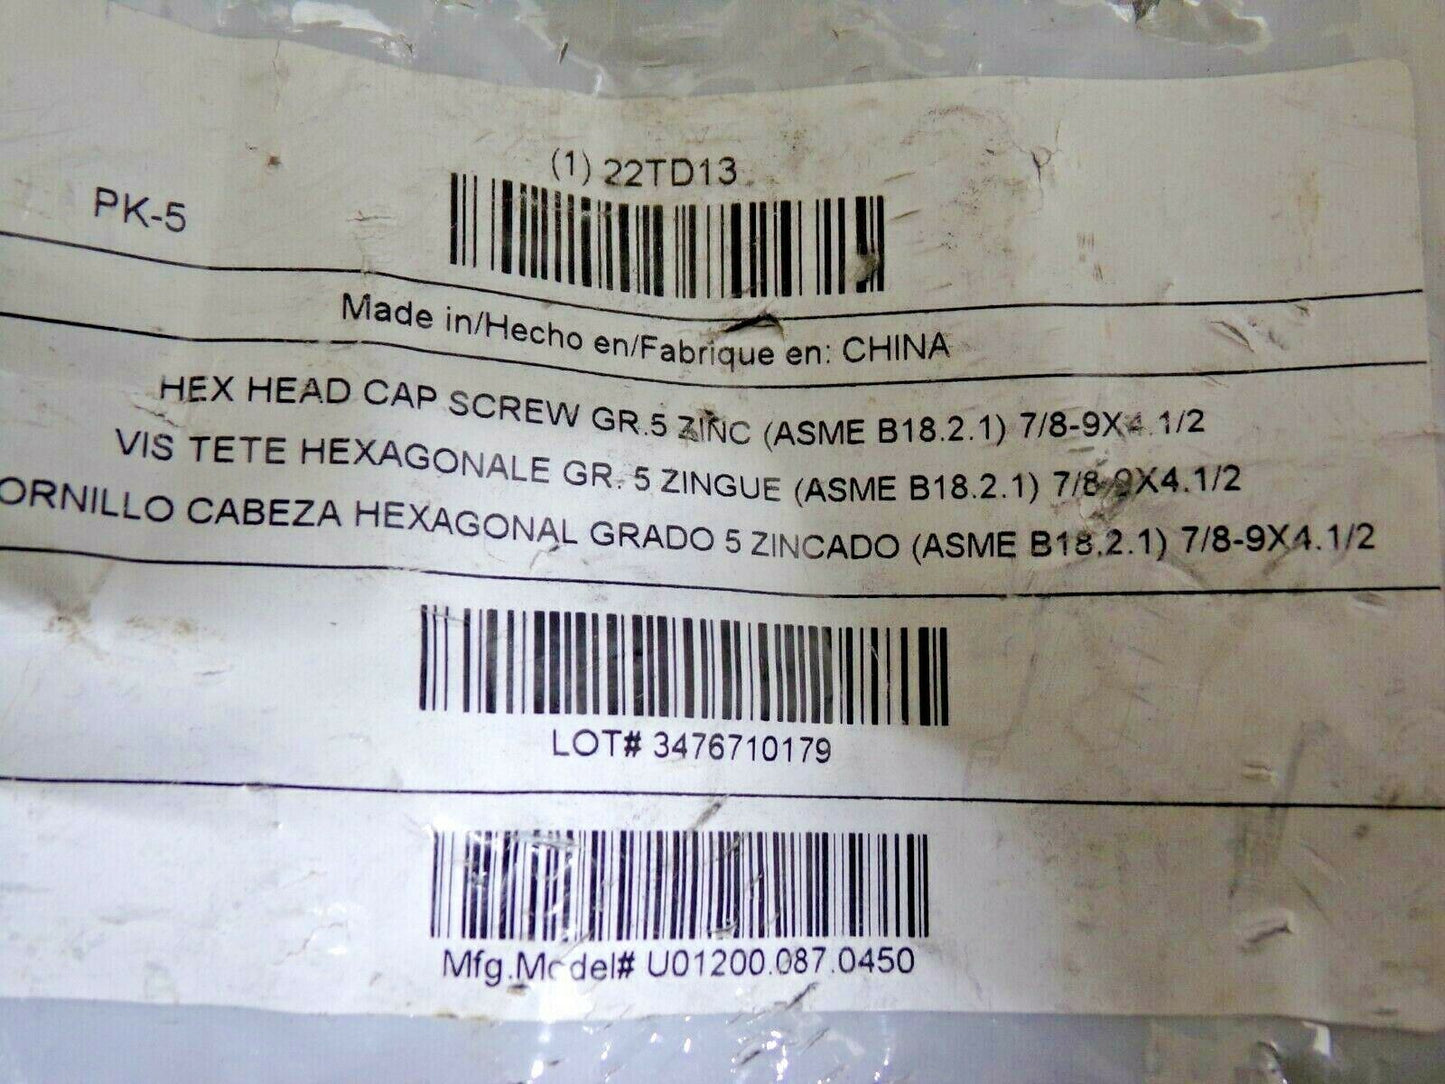 (1) 22TD13
PK-5
Made in/Hecho en/Fabrique en: CHINA
HEX HEAD CAP SCREW GR.5 ZINC (ASME B18.2.1) 7/8-9X4.1/2
VIS TETE HEXAGONALE GR. 5 ZINGUE (ASME B18.2.1) 7/8-9X4.1/2
ORNILLO CABEZA HEXAGONAL GRADO 5 ZINCADO (ASME B18.2.1) 7/8-9X4.1/2
LOT# 3476710179
Mfg.Model# U01200.087.0450